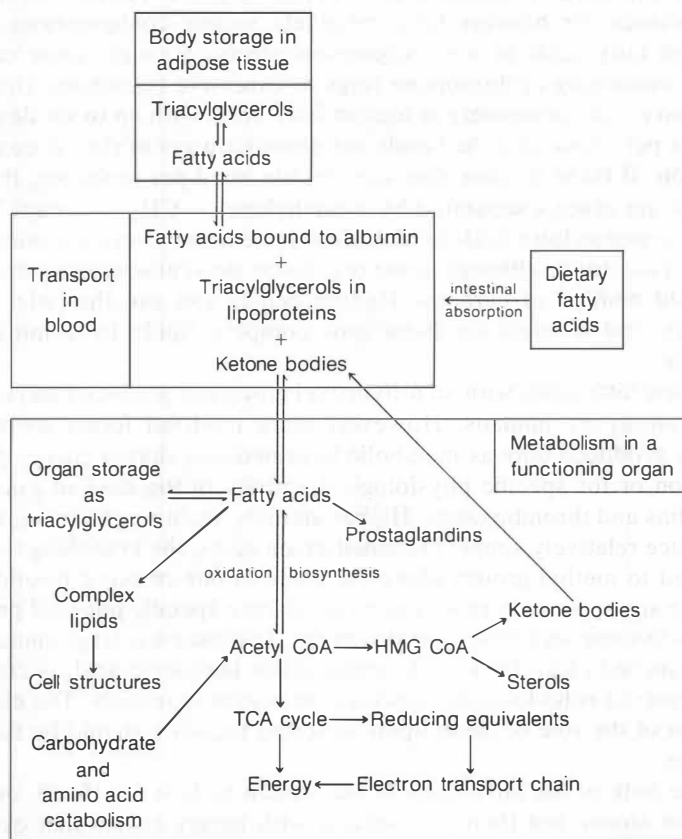 Body storage in
adipose tissue
Triacylglycerols
Fatty acids
Transport
in
blood
Fatty acids bound to albumin
+
Triacylglycerols in
lipoproteins
+
Ketone bodies
intestinal
absorption
Dietary
fatty
acids
Metabolism in a
functioning organ
Organ storage
as
triacylglycerols
Fatty acids
Prostaglandins
oxidation
biosynthesis
Complex
lipids
Ketone bodies
Acetyl CoA
HMG CoA
Cell structures
Sterols
TCA cycle
Reducing equivalents
Carbohydrate
and
amino acid
catabolism
Energy
Electron transport chain